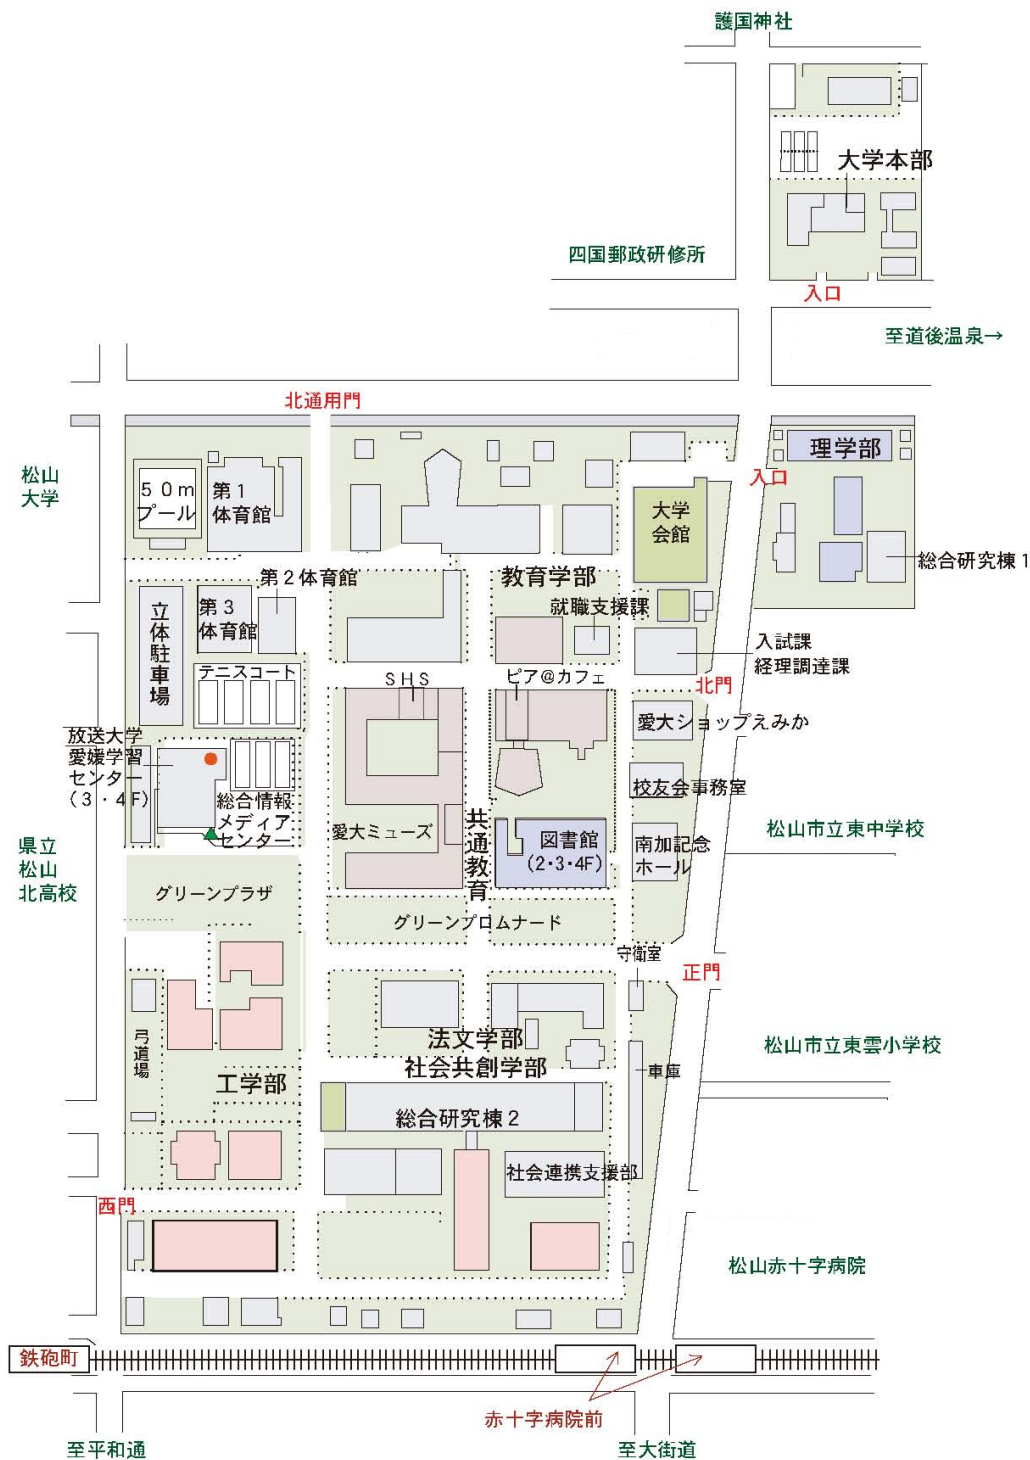 護国神社
大学本部
四国郵政研修所
入口
至道後温泉→
北通用門
理学部
松山
大学
50m
プール
第1
体育館
大学
会館
入口
総合研究棟1
第2体育館
教育学部
就職支援課
立体駐車場
第3
体育館
入試課
経理調達課
テニスコート
SHS
ピア@カフェ
北門
愛大ショップえみか
放送大学
愛媛学習
センター
(3・4F)
校友会事務室
総合情報
メディア
センター
愛大ミューズ
共通教育
図書館
(2・3・4F)
南加記念
ホール
松山市立東中学校
県立
松山
北高校
グリーンプラザ
グリーンプロムナード
守衛室
正門
弓道場
法文学部
社会共創学部
松山市立東雲小学校
工学部
車庫
総合研究棟2
社会連携支援部
西門
松山赤十字病院
鉄砲町
赤十字病院前
至平和通
至大街道